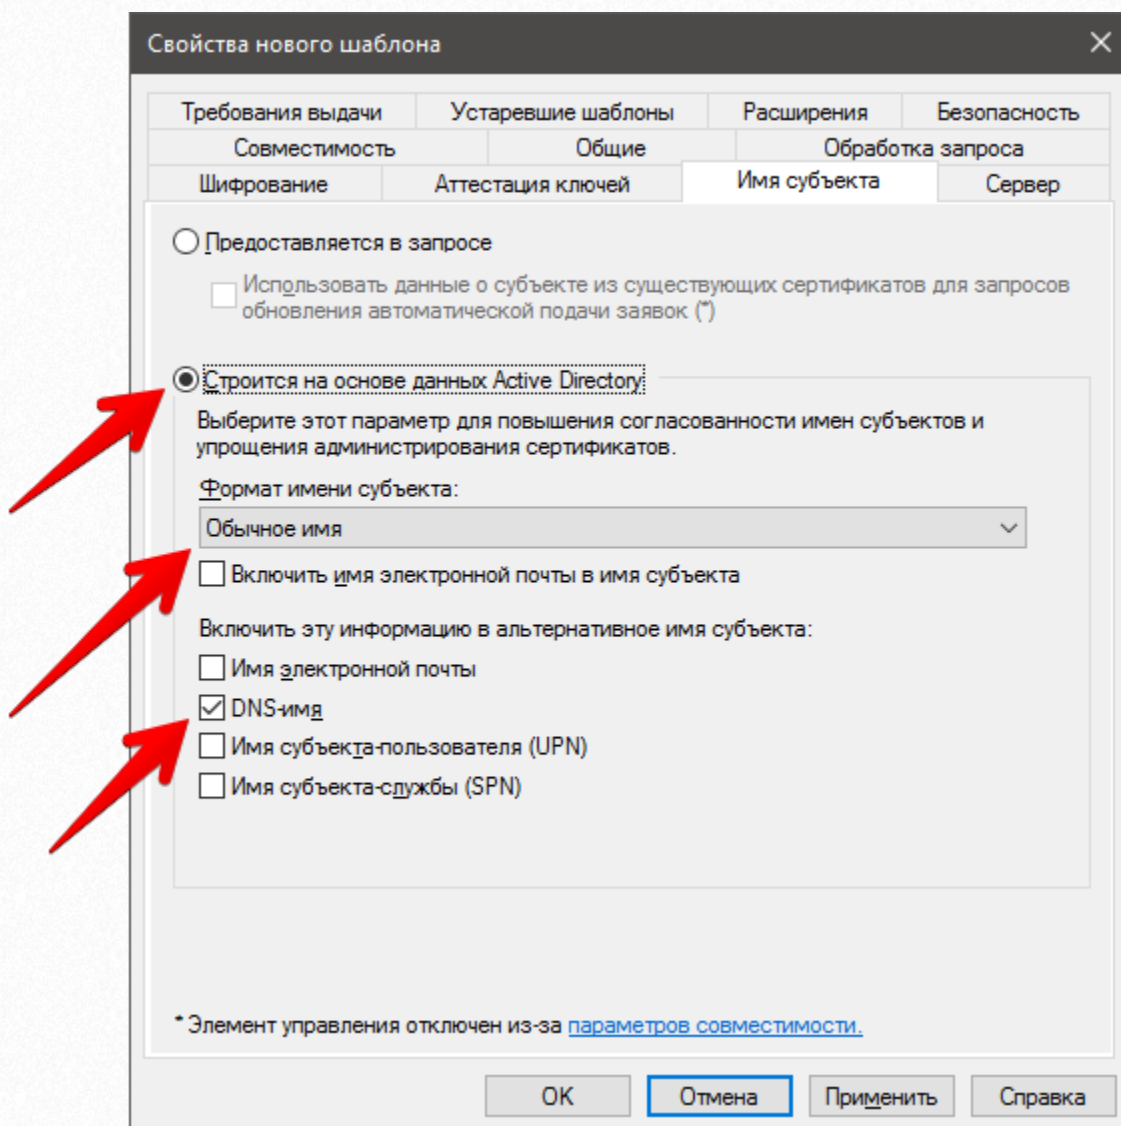 Свойства нового шаблона
Требования выдачи Устаревшие шаблоны Расширения Безопасность
Совместимость Общие Обработка запроса
Шифрование Аттестация ключей Имя субъекта Сервер
Предоставляется в запросе
Использовать данные о субъекте из существующих сертификатов для запросов
обновления автоматической подачи заявок (*)
Строится на основе данных Active Directory
Выберите этот параметр для повышения согласованности имен субъектов и
упрощения администрирования сертификатов.
Формат имени субъекта:
Обычное имя
Включить имя электронной почты в имя субъекта
Включить эту информацию в альтернативное имя субъекта:
Имя электронной почты
DNS-имя
Имя субъекта-пользователя (UPN)
Имя субъекта-службы (SPN)
* Элемент управления отключен из-за параметров совместимости.
OK Отмена Применить Справка